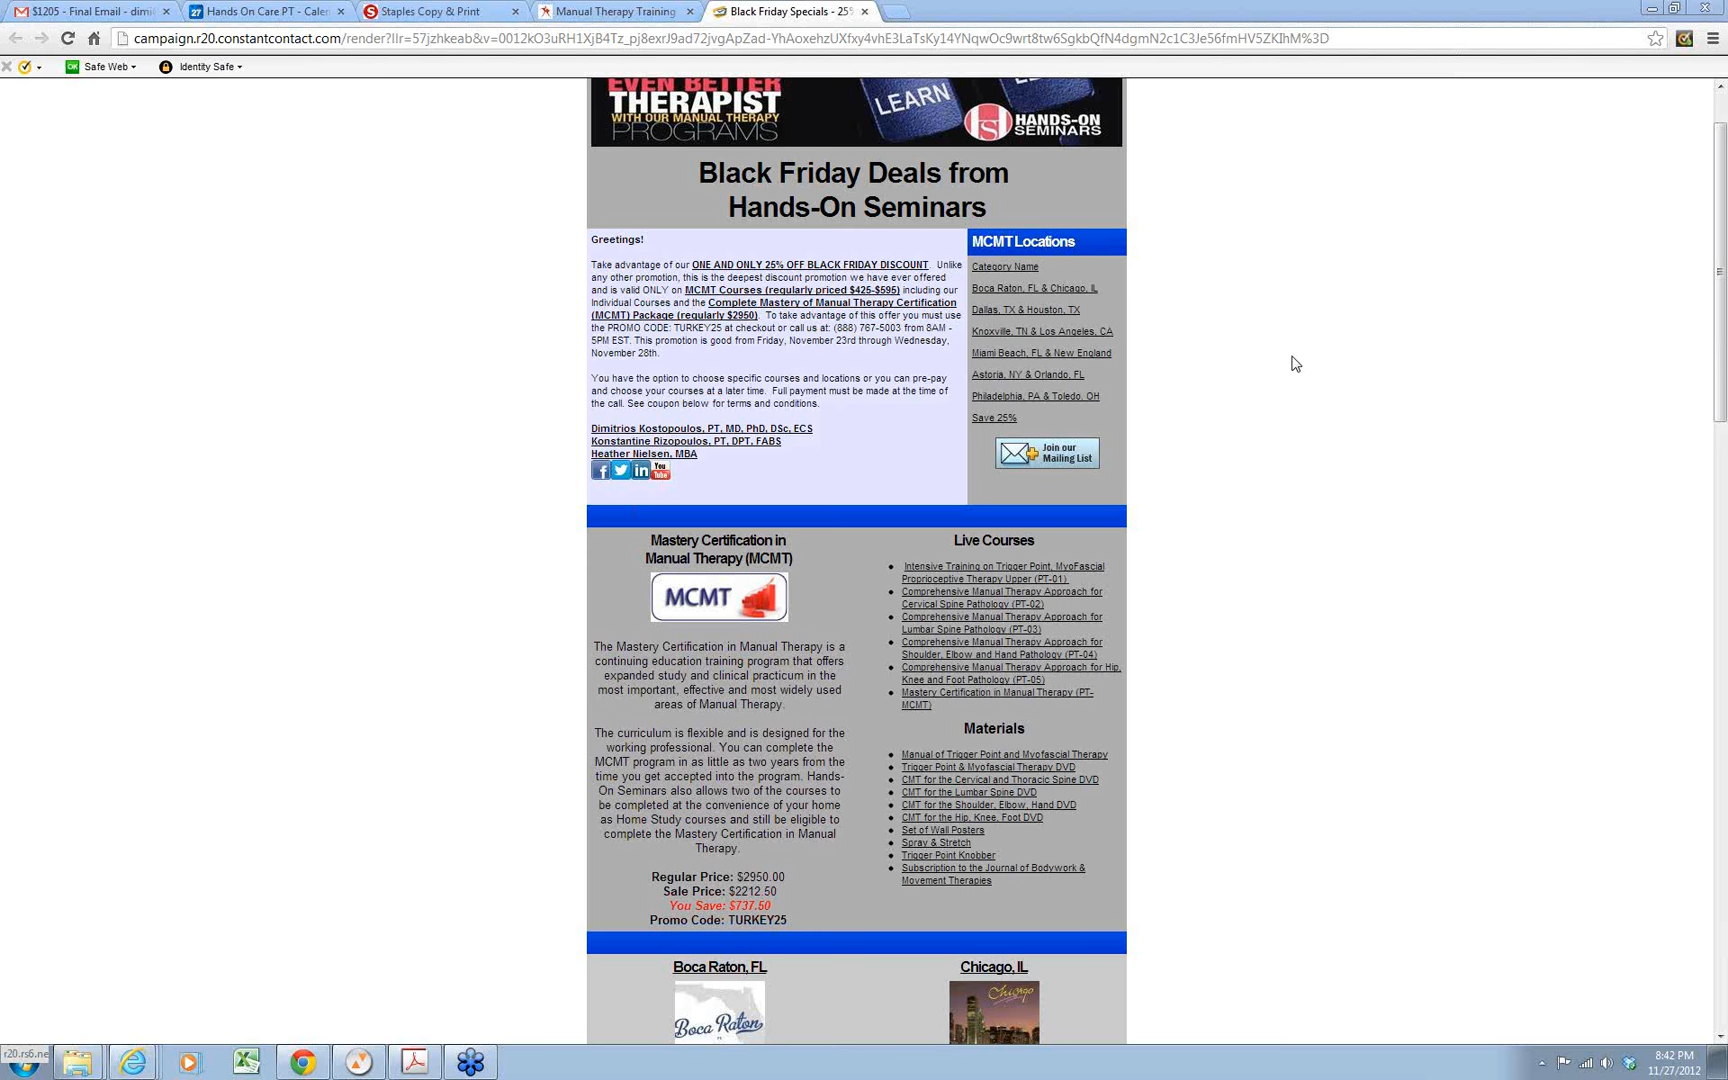 $1205 - Final Email - dimi
Hands On Care PT - Calen
Staples Copy & Print
Manual Therapy Training
Black Friday Specials - 25%
campaign.r20.constantcontact.com/render?llr=57jzhkeab&v=0012kO3uRH1XjB4Tz_pj8exrJ9ad72jvgApZad-YhAoxehzUXfxy4vhE3LaTsKy14YNqwOc9wrt8tw6SgkbQfN4dgmN2c1C3Je56fmHV5ZKIhM%3D
Safe Web
Identity Safe
EVEN BETTER
THERAPIST
WITH OUR MANUAL THERAPY
PROGRAMS
LEARN
HANDS-ON
SEMINARS
Black Friday Deals from
Hands-On Seminars
Greetings!
Take advantage of our ONE AND ONLY 25% OFF BLACK FRIDAY DISCOUNT. Unlike
any other promotion, this is the deepest discount promotion we have ever offered
and is valid ONLY on MCMT Courses (regularly priced $425-$595) including our
Individual Courses and the Complete Mastery of Manual Therapy Certification
(MCMT) Package (regularly $2950). To take advantage of this offer you must use
the PROMO CODE: TURKEY25 at checkout or call us at: (888) 767-5003 from 8AM -
5PM EST. This promotion is good from Friday, November 23rd through Wednesday,
November 28th.
You have the option to choose specific courses and locations or you can pre-pay
and choose your courses at a later time. Full payment must be made at the time of
the call. See coupon below for terms and conditions.
Dimitrios Kostopoulos, PT, MD, PhD, DSc, ECS
Konstantine Rizopoulos, PT, DPT, FABS
Heather Nielsen, MBA
You Tube
MCMT Locations
Category Name
Boca Raton, FL & Chicago, IL
Dallas, TX & Houston, TX
Knoxville, TN & Los Angeles, CA
Miami Beach, FL & New England
Astoria, NY & Orlando, FL
Philadelphia, PA & Toledo, OH
Save 25%
Join our
Mailing List
Mastery Certification in
Manual Therapy (MCMT)
MCMT
The Mastery Certification in Manual Therapy is a
continuing education training program that offers
expanded study and clinical practicum in the
most important, effective and most widely used
areas of Manual Therapy.
The curriculum is flexible and is designed for the
working professional. You can complete the
MCMT program in as little as two years from the
time you get accepted into the program. Hands-
On Seminars also allows two of the courses to
be completed at the convenience of your home
as Home Study courses and still be eligible to
complete the Mastery Certification in Manual
Therapy.
Regular Price: $2950.00
Sale Price: $2212.50
You Save: $737.50
Promo Code: TURKEY25
Live Courses
Intensive Training on Trigger Point, MyoFascial
Proprioceptive Therapy Upper (PT-01)
Comprehensive Manual Therapy Approach for
Cervical Spine Pathology (PT-02)
Comprehensive Manual Therapy Approach for
Lumbar Spine Pathology (PT-03)
Comprehensive Manual Therapy Approach for
Shoulder, Elbow and Hand Pathology (PT-04)
Comprehensive Manual Therapy Approach for Hip,
Knee and Foot Pathology (PT-05)
Mastery Certification in Manual Therapy (PT-
MCMT)
Materials
Manual of Trigger Point and Myofascial Therapy
Trigger Point & Myofascial Therapy DVD
CMT for the Cervical and Thoracic Spine DVD
CMT for the Lumbar Spine DVD
CMT for the Shoulder, Elbow, Hand DVD
CMT for the Hip, Knee, Foot DVD
Set of Wall Posters
Spray & Stretch
Trigger Point Knobber
Subscription to the Journal of Bodywork &
Movement Therapies
Boca Raton, FL
Boca Raton
Chicago, IL
Chicago
r20.rs6.ne
8:42 PM
11/27/2012